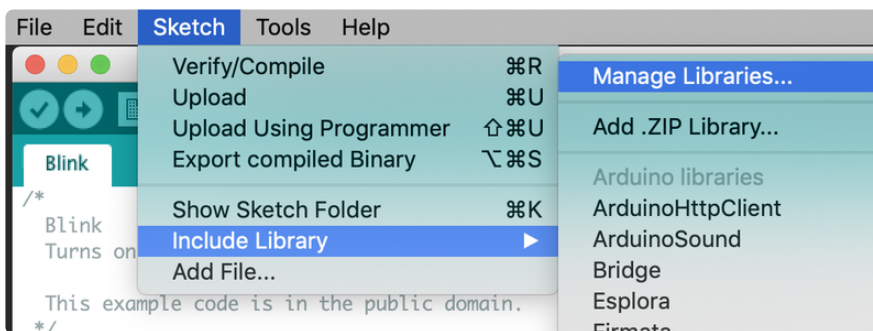 File Edit Sketch Tools Help
Verify/Compile ⌘R
Upload ⌘U
Upload Using Programmer ⇧⌘U
Export compiled Binary ⌥⌘S
Show Sketch Folder ⌘K
Include Library ▶
Add File...
Manage Libraries...
Add .ZIP Library...
Arduino libraries
ArduinoHttpClient
ArduinoSound
Bridge
Esplora
Firmata
Blink
/*
Blink
Turns on
This example code is in the public domain.
*/